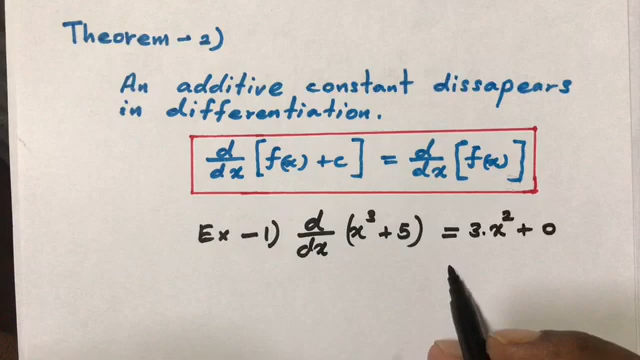 Theorem - 2)
An additive constant dissapears
in differentiation.
d/dx [f(x) + c] = d/dx [f(x)]
Ex - 1) d/dx (x³ + 5) = 3·x² + 0